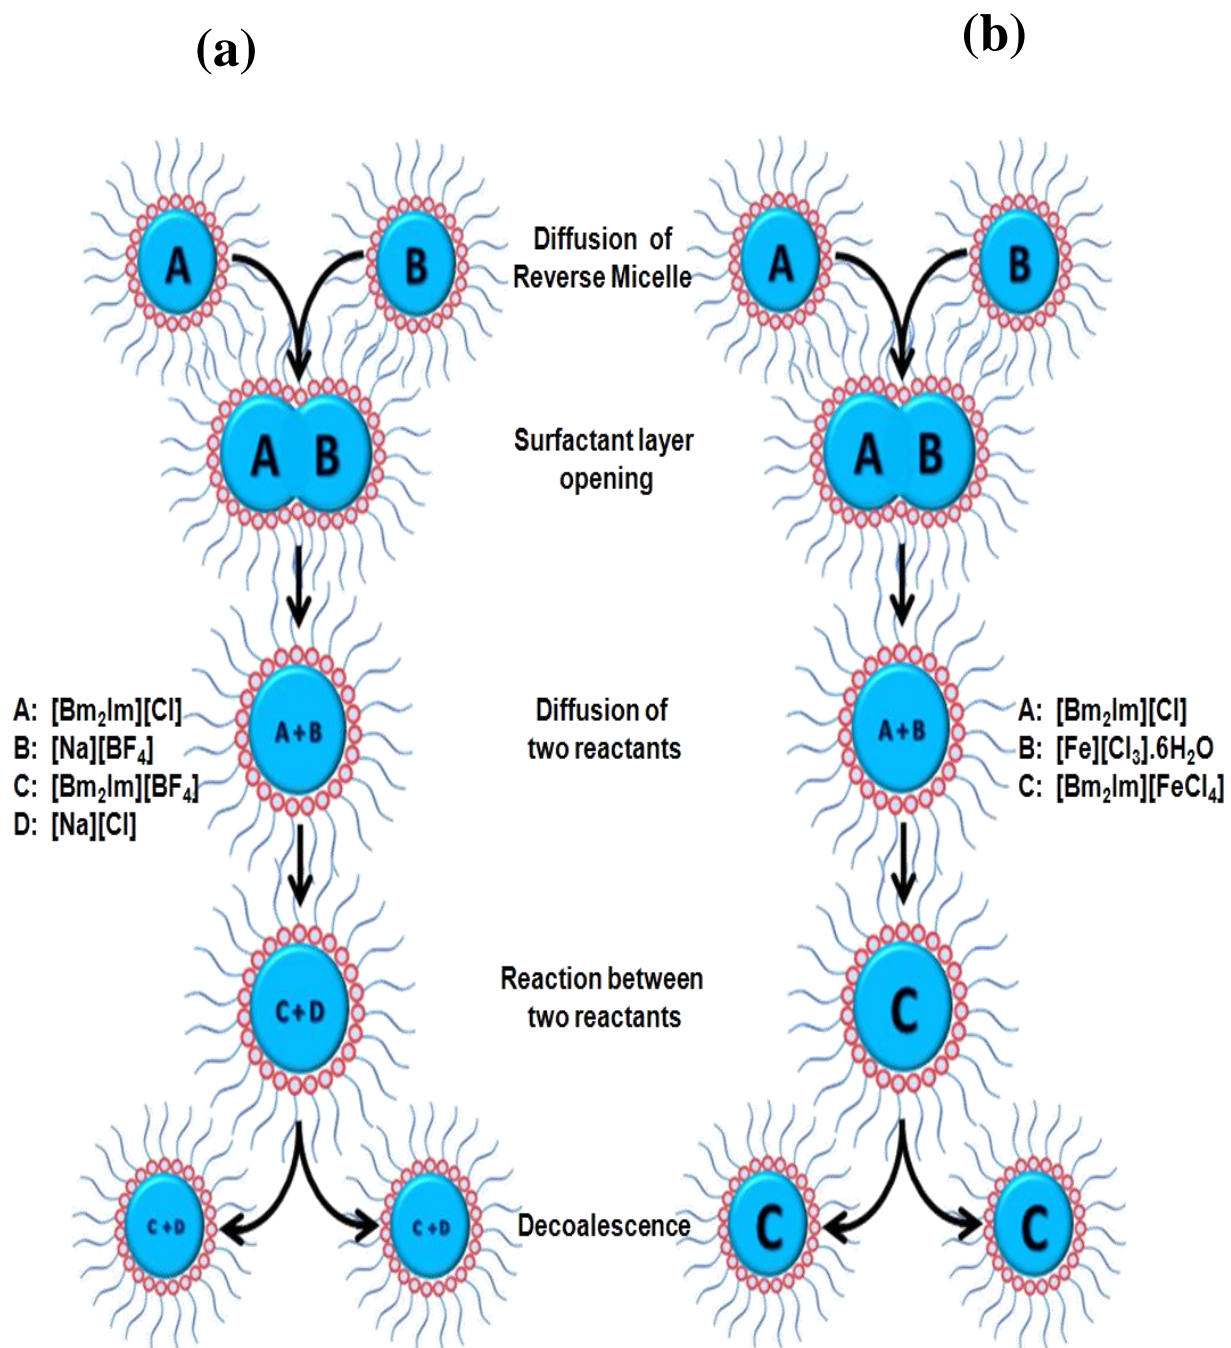 (a)
(b)
A
B
Diffusion of
Reverse Micelle
A
B
A B
Surfactant layer
opening
A B
A: [Bm₂Im][Cl]
B: [Na][BF₄]
C: [Bm₂Im][BF₄]
D: [Na][Cl]
A+B
Diffusion of
two reactants
A+B
A: [Bm₂Im][Cl]
B: [Fe][Cl₃].6H₂O
C: [Bm₂Im][FeCl₄]
C+D
Reaction between
two reactants
C
C+D
C+D
Decoalescence
C
C